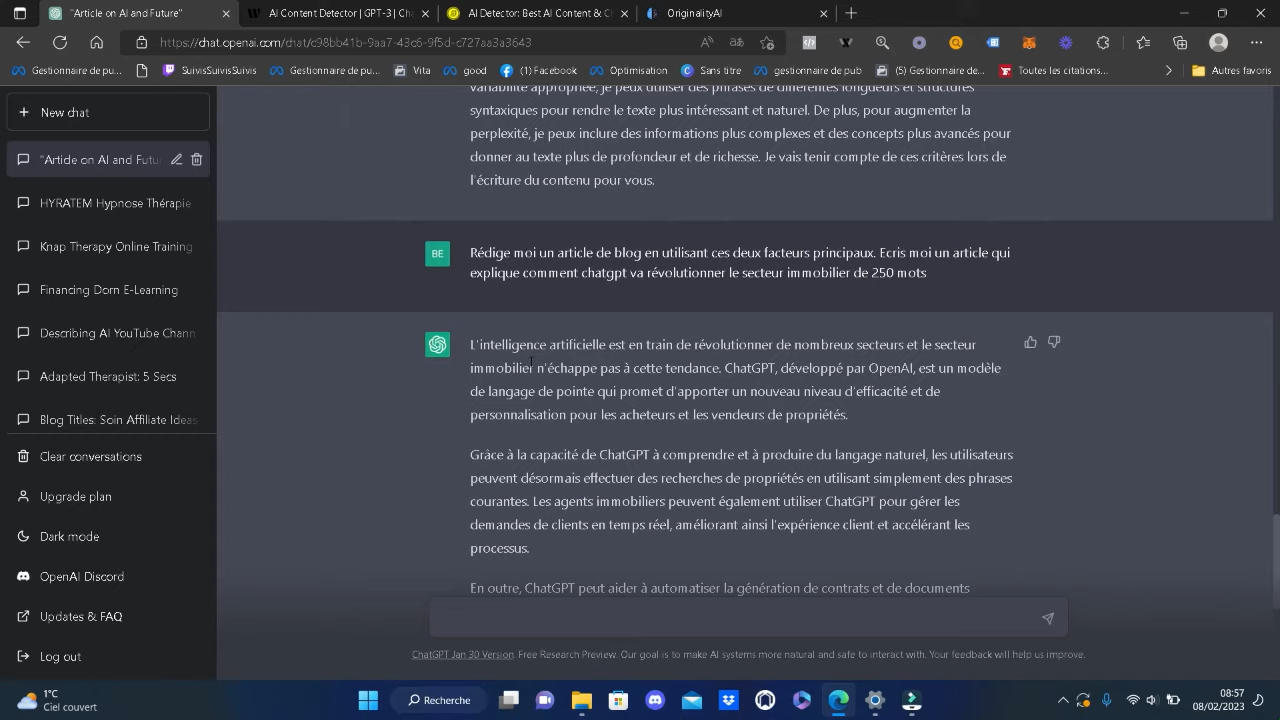 "Article on AI and Future"
AI Content Detector | GPT-3 | Cha
AI Detector: Best Content & Ch
OriginalityAI
https://chat.openai.com/chat/c98bb41b-9aa7-43c6-9f5d-c727aa3a3643
Gestionnaire de pu...
SuivisSuivisSuivis
Gestionnaire de pu...
Vita
good
(1) Facebook
Optimisation
Sans titre
gestionnaire de pub
(5) Gestionnaire de...
Toutes les citations...
Autres favoris
New chat
"Article on AI and Futur
HYRATEM Hypnose Thérapie
Knap Therapy Online Training
Financing Dorn E-Learning
Describing AI YouTube Chann
Adapted Therapist: 5 Secs
Blog Titles: Soin Affiliate Ideas
Clear conversations
Upgrade plan
Dark mode
OpenAI Discord
Updates & FAQ
Log out
variabilité appropriée, je peux utiliser des phrases de différentes longueurs et structures
syntaxiques pour rendre le texte plus intéressant et naturel. De plus, pour augmenter la
perplexité, je peux inclure des informations plus complexes et des concepts plus avancés pour
donner au texte plus de profondeur et de richesse. Je vais tenir compte de ces critères lors de
l'écriture du contenu pour vous.
BE
Rédige moi un article de blog en utilisant ces deux facteurs principaux. Ecris moi un article qui
explique comment chatgpt va révolutionner le secteur immobilier de 250 mots
L'intelligence artificielle est en train de révolutionner de nombreux secteurs et le secteur
immobilier n'échappe pas à cette tendance. ChatGPT, développé par OpenAI, est un modèle
de langage de pointe qui promet d'apporter un nouveau niveau d'efficacité et de
personnalisation pour les acheteurs et les vendeurs de propriétés.
Grâce à la capacité de ChatGPT à comprendre et à produire du langage naturel, les utilisateurs
peuvent désormais effectuer des recherches de propriétés en utilisant simplement des phrases
courantes. Les agents immobiliers peuvent également utiliser ChatGPT pour gérer les
demandes de clients en temps réel, améliorant ainsi l'expérience client et accélérant les
processus.
En outre, ChatGPT peut aider à automatiser la génération de contrats et de documents
ChatGPT Jan 30 Version. Free Research Preview. Our goal is to make AI systems more natural and safe to interact with. Your feedback will help us improve.
1°C
Ciel couvert
Recherche
08:57
08/02/2023